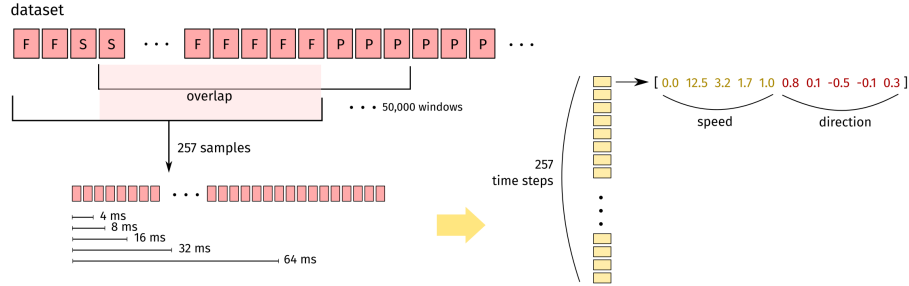 dataset
F F S S ··· F F F F F P P P P P P ···
overlap
··· 50,000 windows
257 samples
···
4 ms
8 ms
16 ms
32 ms
64 ms
257
time steps
[ 0.0 12.5 3.2 1.7 1.0 0.8 0.1 -0.5 -0.1 0.3 ]
speed
direction